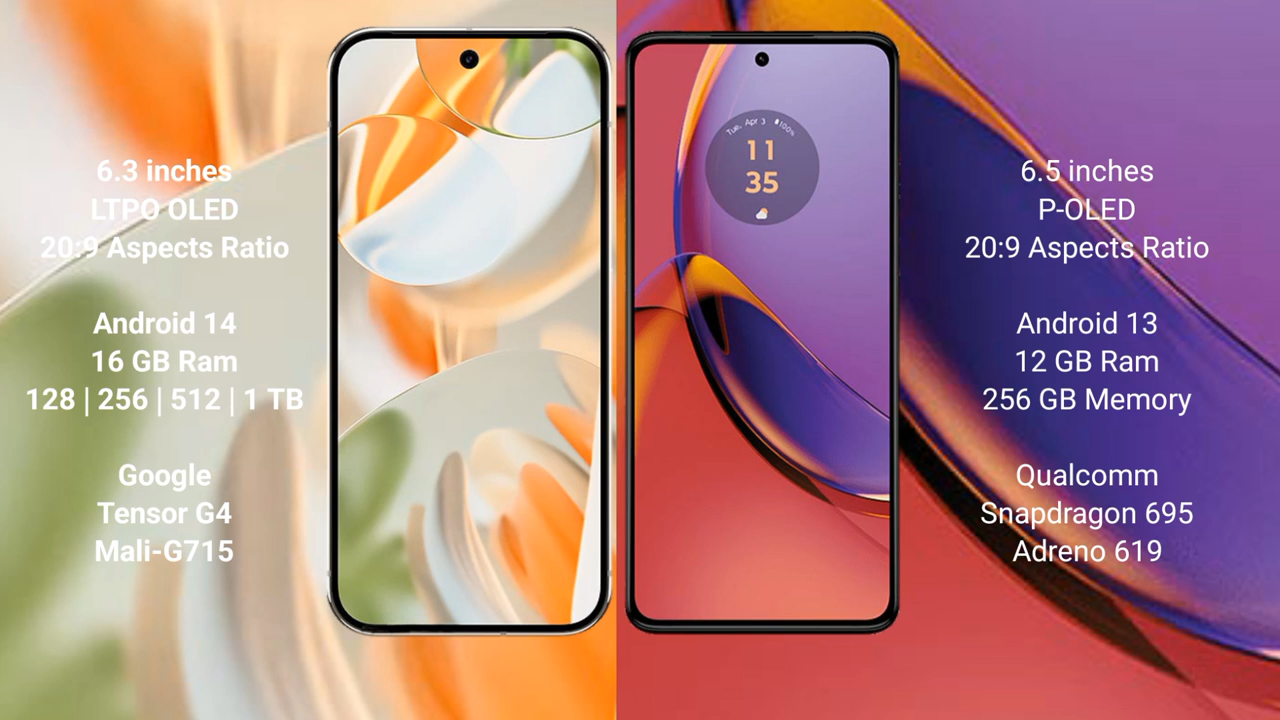 6.3 inches
LTPO OLED
20:9 Aspects Ratio
Android 14
16 GB Ram
128 | 256 | 512 | 1 TB
Google
Tensor G4
Mali-G715
Tue, Apr 3 100%
11
35
6.5 inches
P-OLED
20:9 Aspects Ratio
Android 13
12 GB Ram
256 GB Memory
Qualcomm
Snapdragon 695
Adreno 619